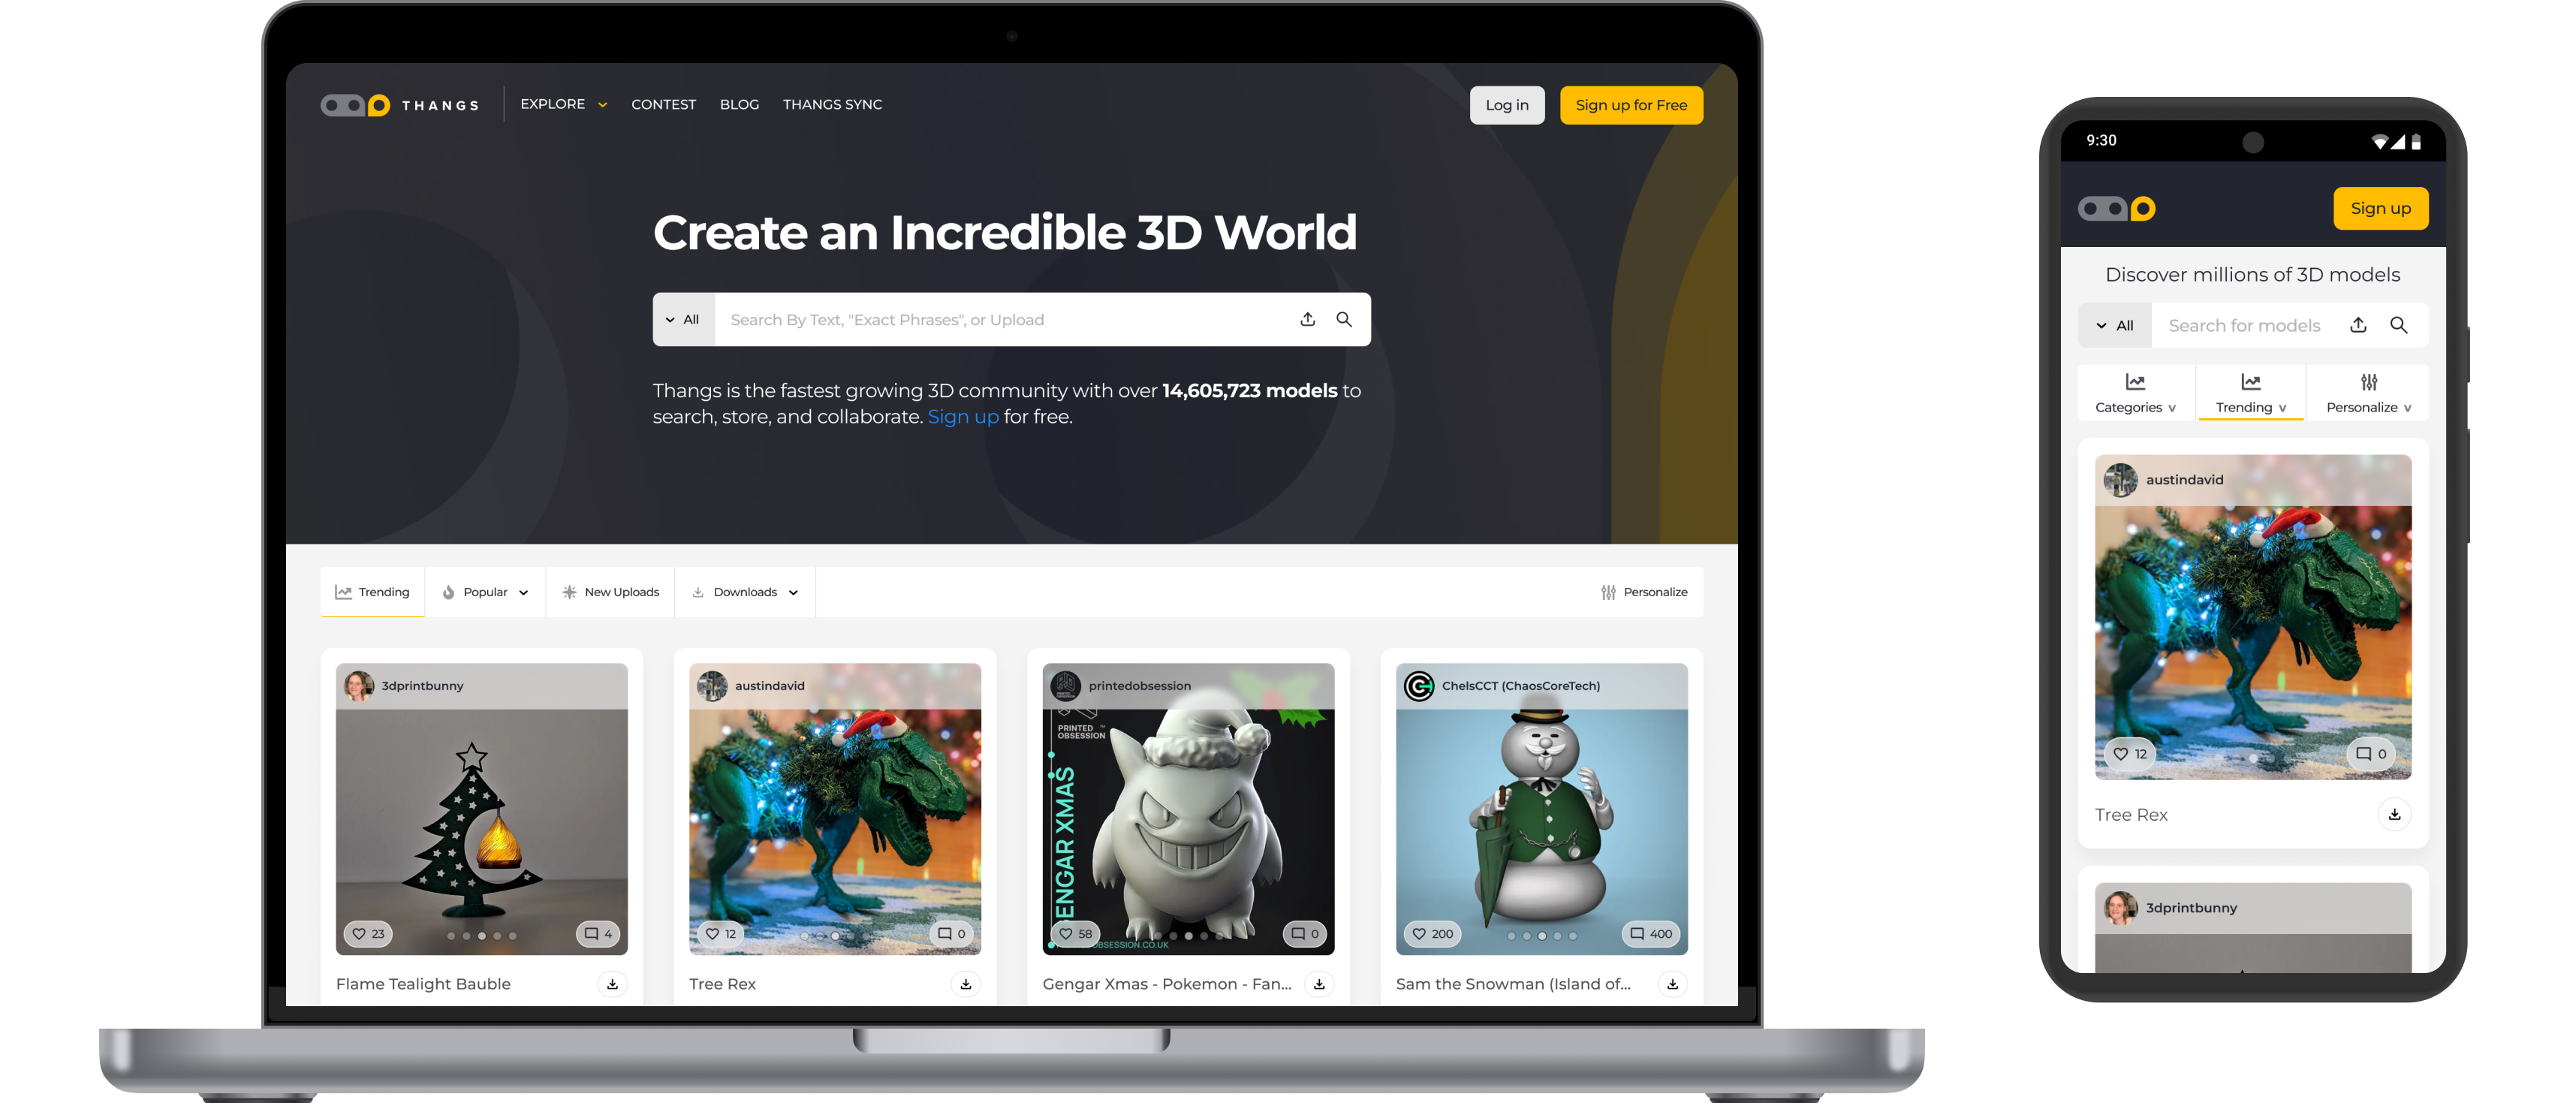 THANGS
EXPLORE
CONTEST
BLOG
THANGS SYNC
Log in
Sign up for Free
Create an Incredible 3D World
All
Search By Text, "Exact Phrases", or Upload
Thangs is the fastest growing 3D community with over 14,605,723 models to
search, store, and collaborate. Sign up for free.
Trending
Popular
New Uploads
Downloads
Personalize
3dprintbunny
23
4
Flame Tealight Bauble
austindavid
12
0
Tree Rex
printedobsession
PRINTED
OBSESSION
ENGAR XMAS
58
0
OBSESSION.CO.UK
Gengar Xmas - Pokemon - Fan...
ChelsCCT (ChaosCoreTech)
200
400
Sam the Snowman (Island of...
9:30
Sign up
Discover millions of 3D models
All
Search for models
Categories
Trending
Personalize
austindavid
12
0
Tree Rex
3dprintbunny